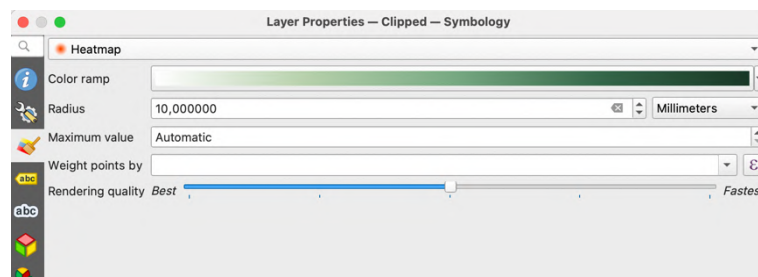 Layer Properties — Clipped — Symbology
Heatmap
Color ramp
Radius 10,000000 Millimeters
Maximum value Automatic
Weight points by ε
abc
Rendering quality Best Fastes
abc